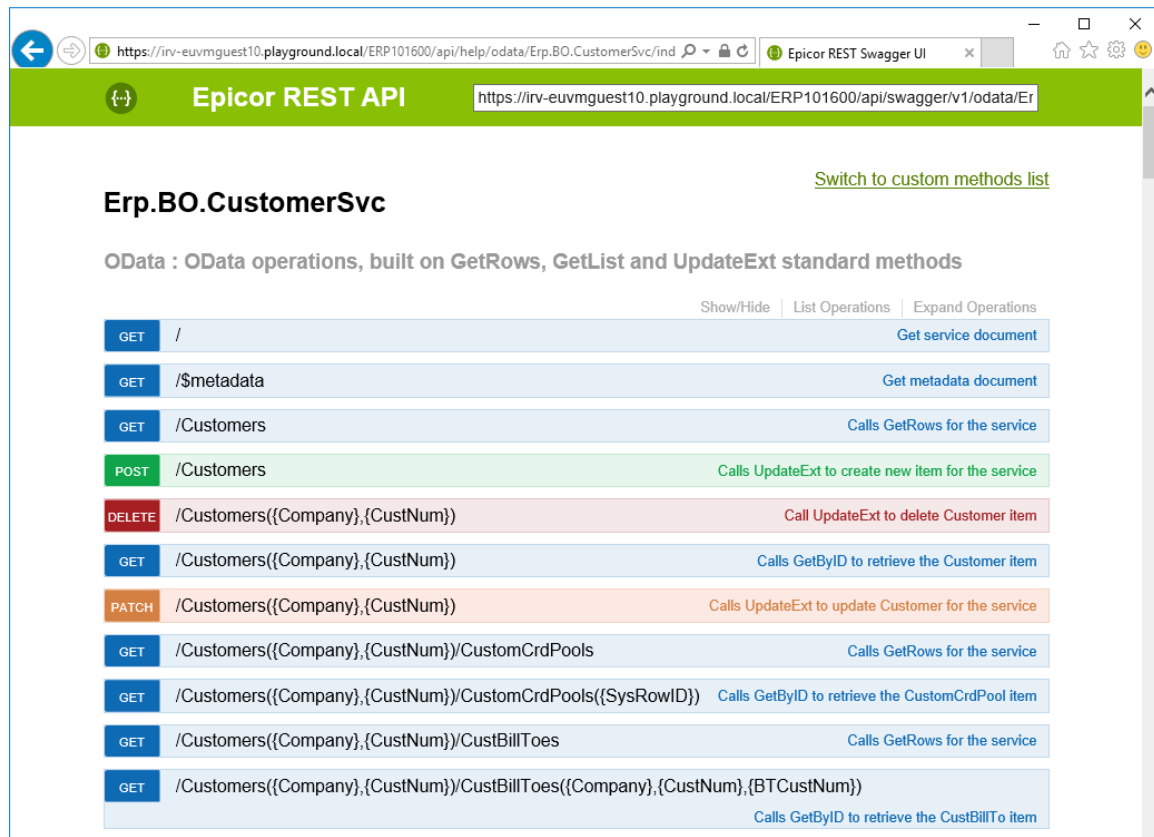 https://irv-euvmguest10.playground.local/ERP101600/api/help/odata/Erp.BO.CustomerSvc/ind
Epicor REST Swagger UI
{...} Epicor REST API
https://irv-euvmguest10.playground.local/ERP101600/api/swagger/v1/odata/Er
Switch to custom methods list
Erp.BO.CustomerSvc
OData : OData operations, built on GetRows, GetList and UpdateExt standard methods
Show/Hide List Operations Expand Operations
GET / Get service document
GET /$metadata Get metadata document
GET /Customers Calls GetRows for the service
POST /Customers Calls UpdateExt to create new item for the service
DELETE /Customers({Company},{CustNum}) Call UpdateExt to delete Customer item
GET /Customers({Company},{CustNum}) Calls GetByID to retrieve the Customer item
PATCH /Customers({Company},{CustNum}) Calls UpdateExt to update Customer for the service
GET /Customers({Company},{CustNum})/CustomCrdPools Calls GetRows for the service
GET /Customers({Company},{CustNum})/CustomCrdPools({SysRowID}) Calls GetByID to retrieve the CustomCrdPool item
GET /Customers({Company},{CustNum})/CustBillToes Calls GetRows for the service
GET /Customers({Company},{CustNum})/CustBillToes({Company},{CustNum},{BTCustNum})
Calls GetByID to retrieve the CustBillTo item